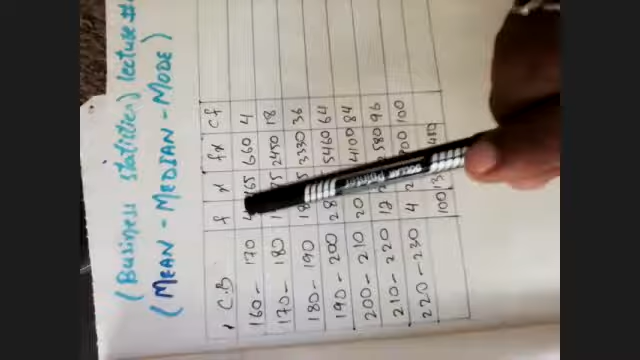 (Business statistics) lecture #
(MEAN - MEDIAN - MODE)
C.B f x fx cf
160 - 170 4 165 660 4
170 - 180 2450 18
180 - 190 18 3330 36
190 - 200 28 5460 64
200 - 210 20 4100 84
210 - 220 12 2580 96
220 - 230 4 100
100